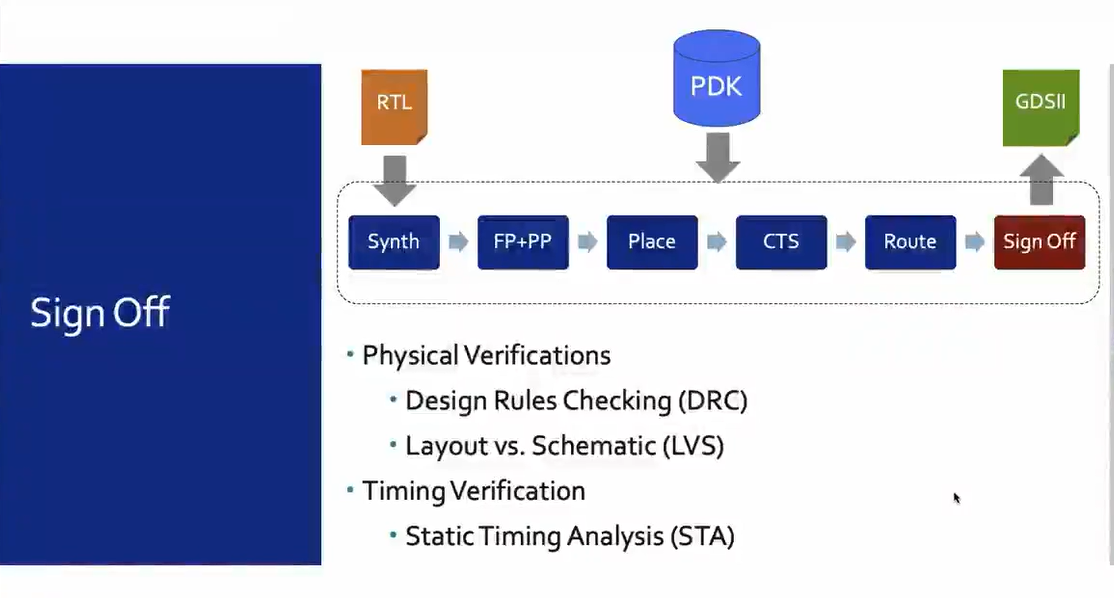 Sign Off
RTL
PDK
GDSII
Synth
FP+PP
Place
CTS
Route
Sign Off
• Physical Verifications
• Design Rules Checking (DRC)
• Layout vs. Schematic (LVS)
• Timing Verification
• Static Timing Analysis (STA)